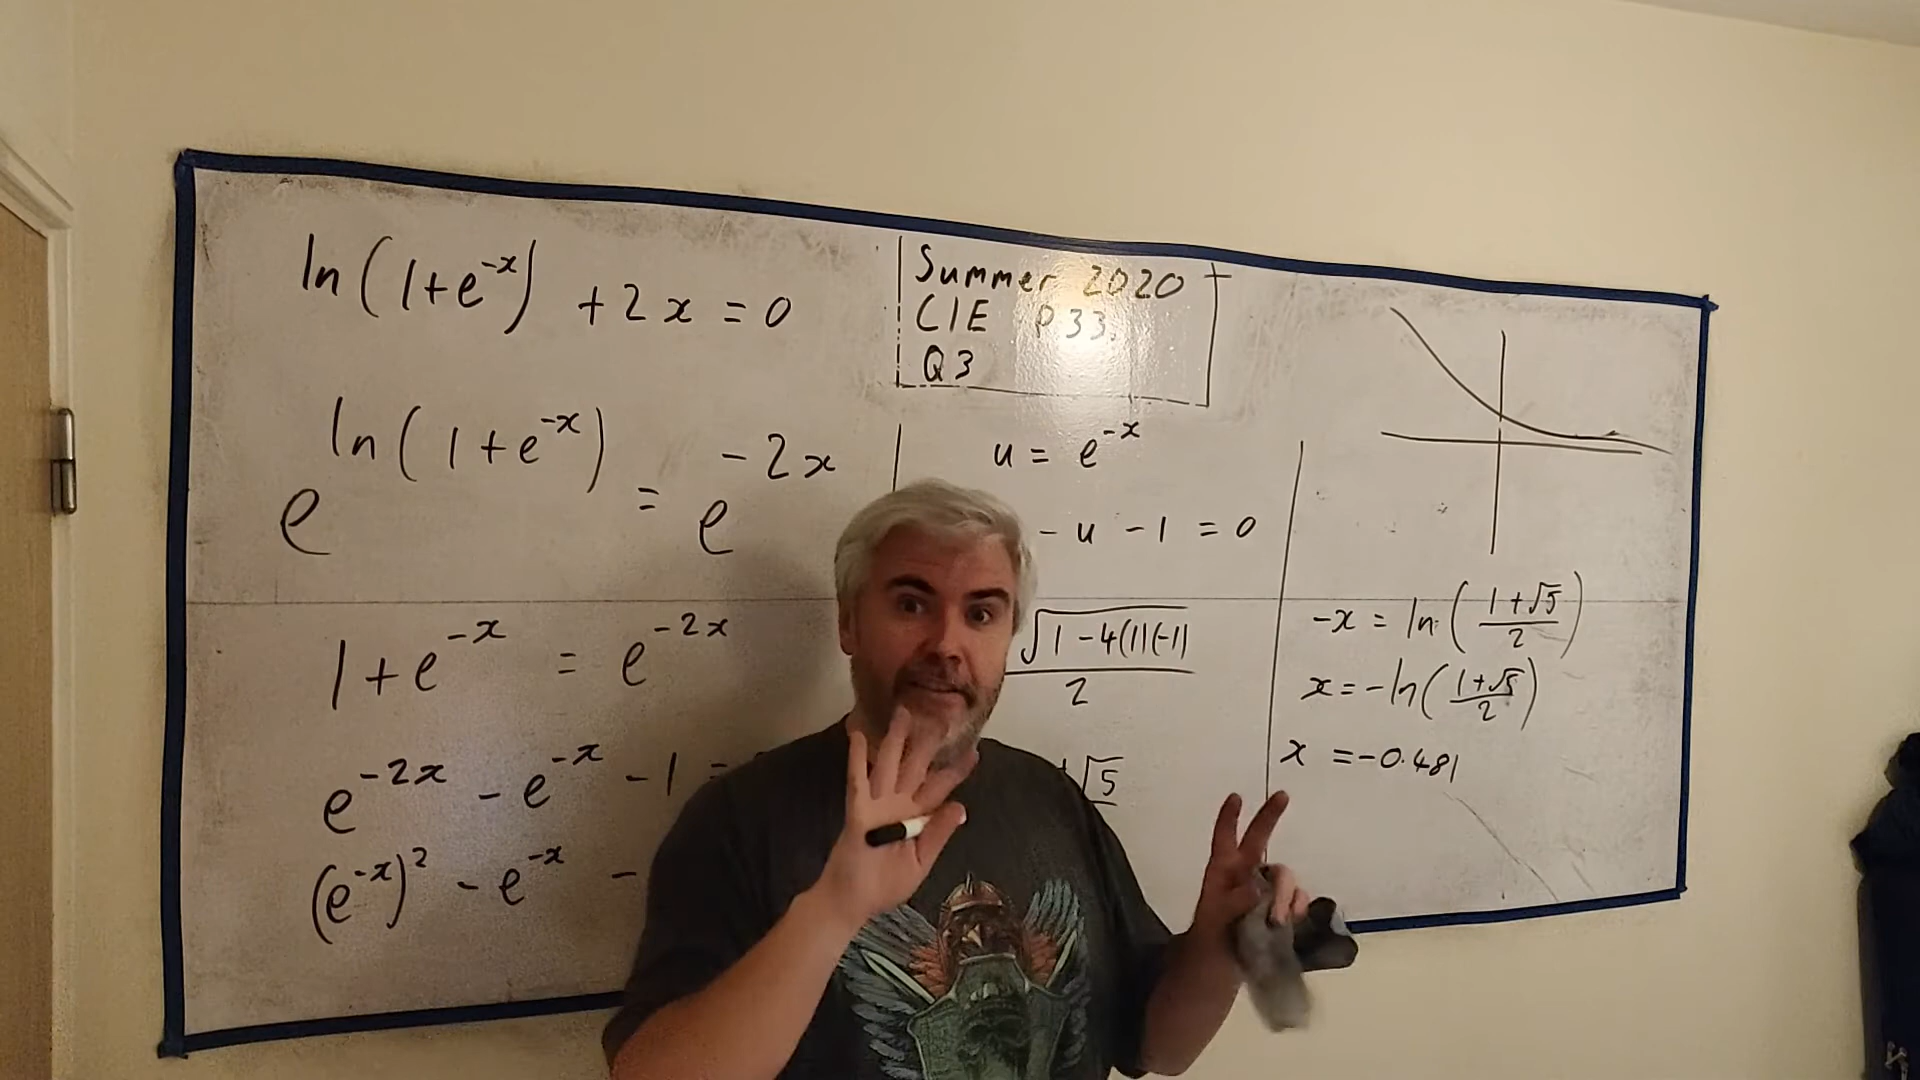 ln(1+e^-x) +2x = 0
e^ln(1+e^-x) = e^-2x
1+e^-x = e^-2x
e^-2x - e^-x - 1 =
(e^-x)^2 - e^-x -
Summer 2020
CIE P33
Q3
u = e^-x
- u - 1 = 0
√1-4(1)(-1)
2
√5
-x = ln(1+√5/2)
x = -ln(1+√5/2)
x = -0.481